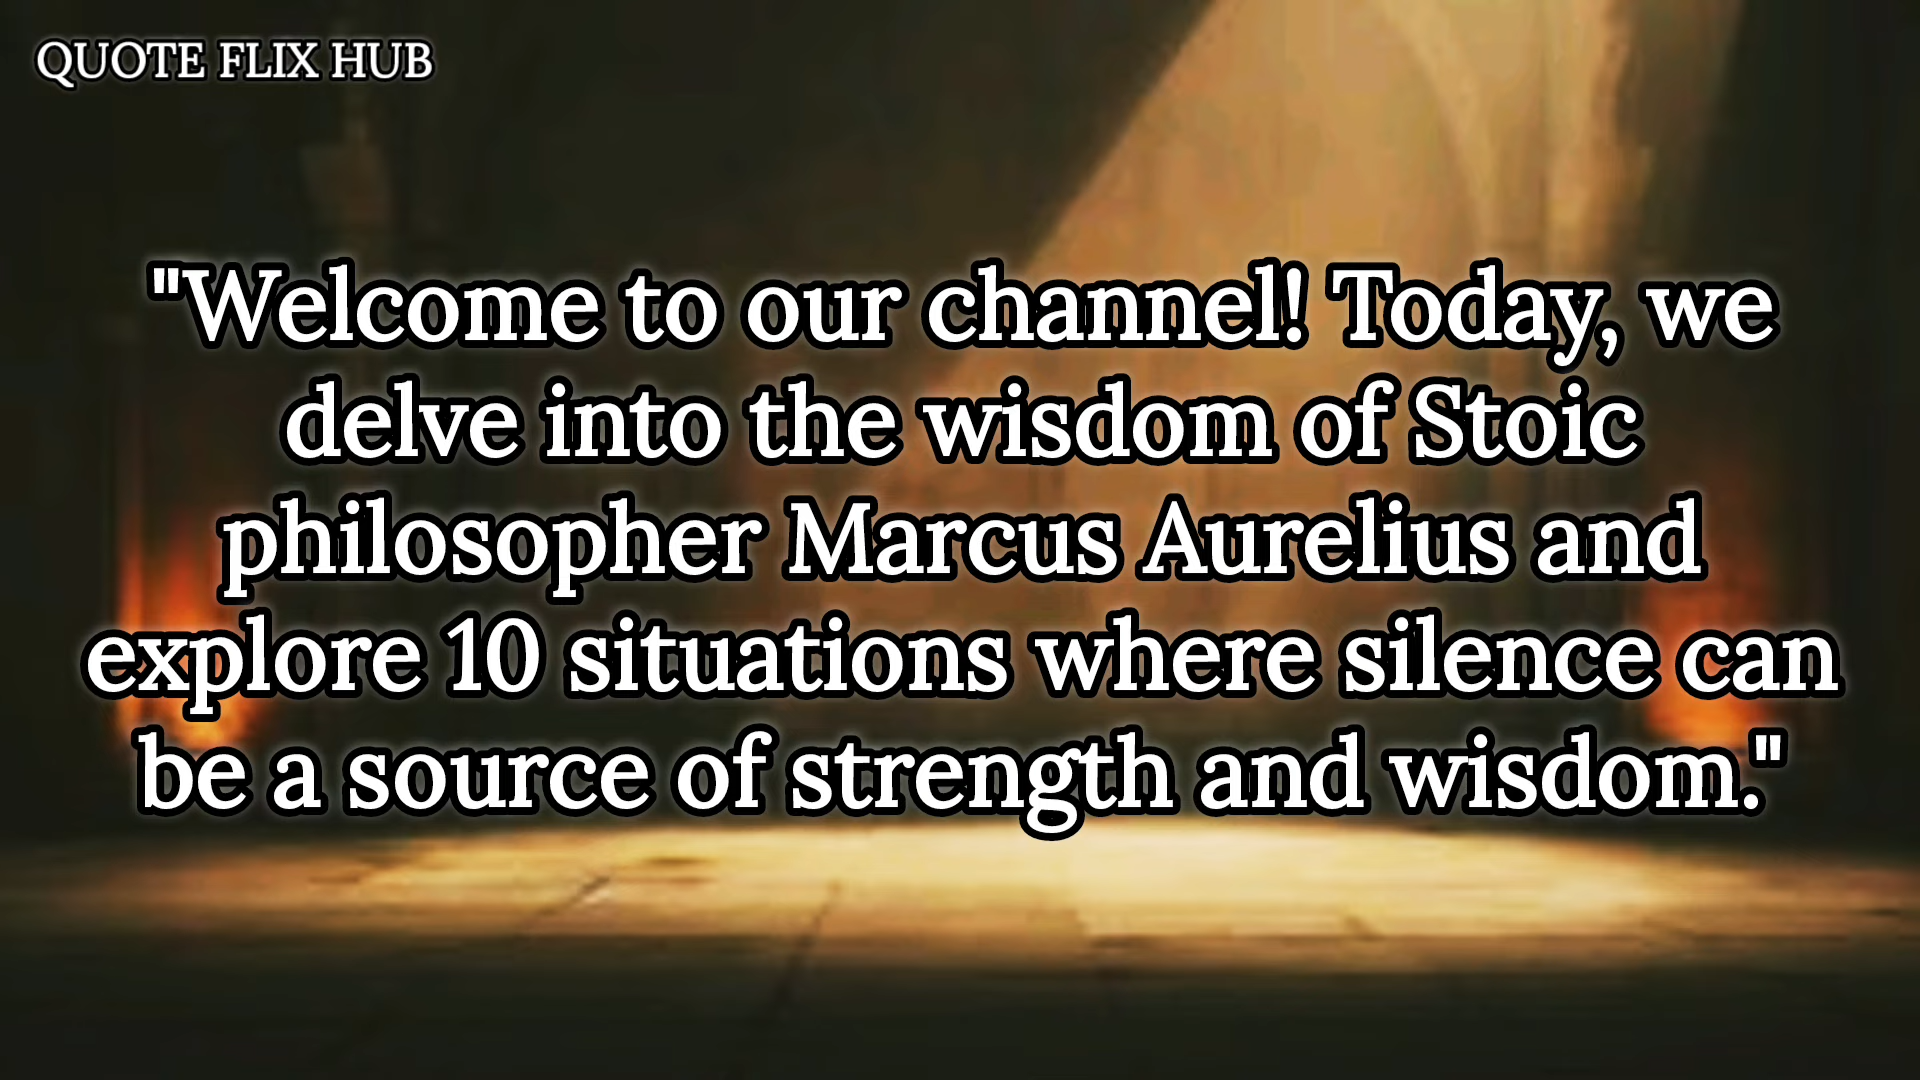 QUOTE FLIX HUB
"Welcome to our channel! Today, we
delve into the wisdom of Stoic
philosopher Marcus Aurelius and
explore 10 situations where silence can
be a source of strength and wisdom."